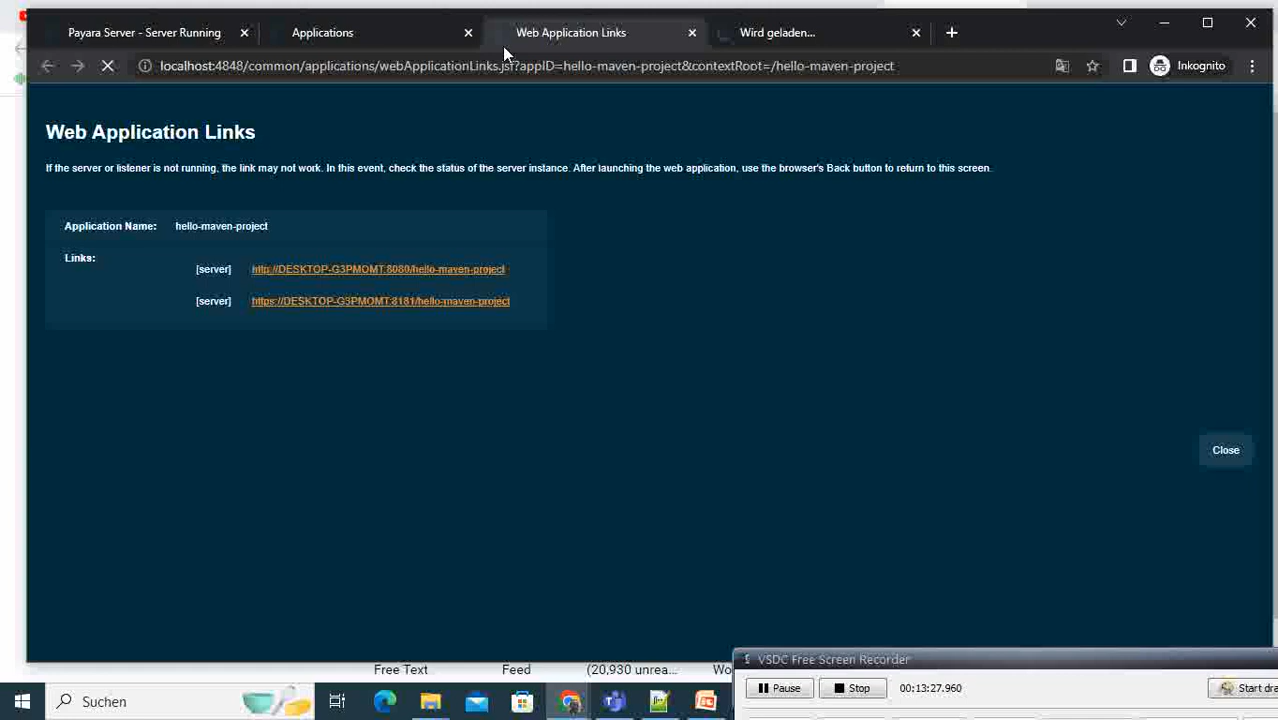 Payara Server - Server Running
Applications
Web Application Links
Wird geladen...
localhost:4848/common/applications/webApplicationLinks.jsf?appID=hello-maven-project&contextRoot=/hello-maven-project
Inkognito
Web Application Links
If the server or listener is not running, the link may not work. In this event, check the status of the server instance. After launching the web application, use the browser's Back button to return to this screen.
Application Name: hello-maven-project
Links:
[server] http://DESKTOP-G3PMOMT:8080/hello-maven-project
[server] https://DESKTOP-G3PMOMT:8181/hello-maven-project
Close
Free Text Feed (20,930 unrea... Wo
VSDC Free Screen Recorder
Pause Stop 00:13:27.960 Start dra
Suchen